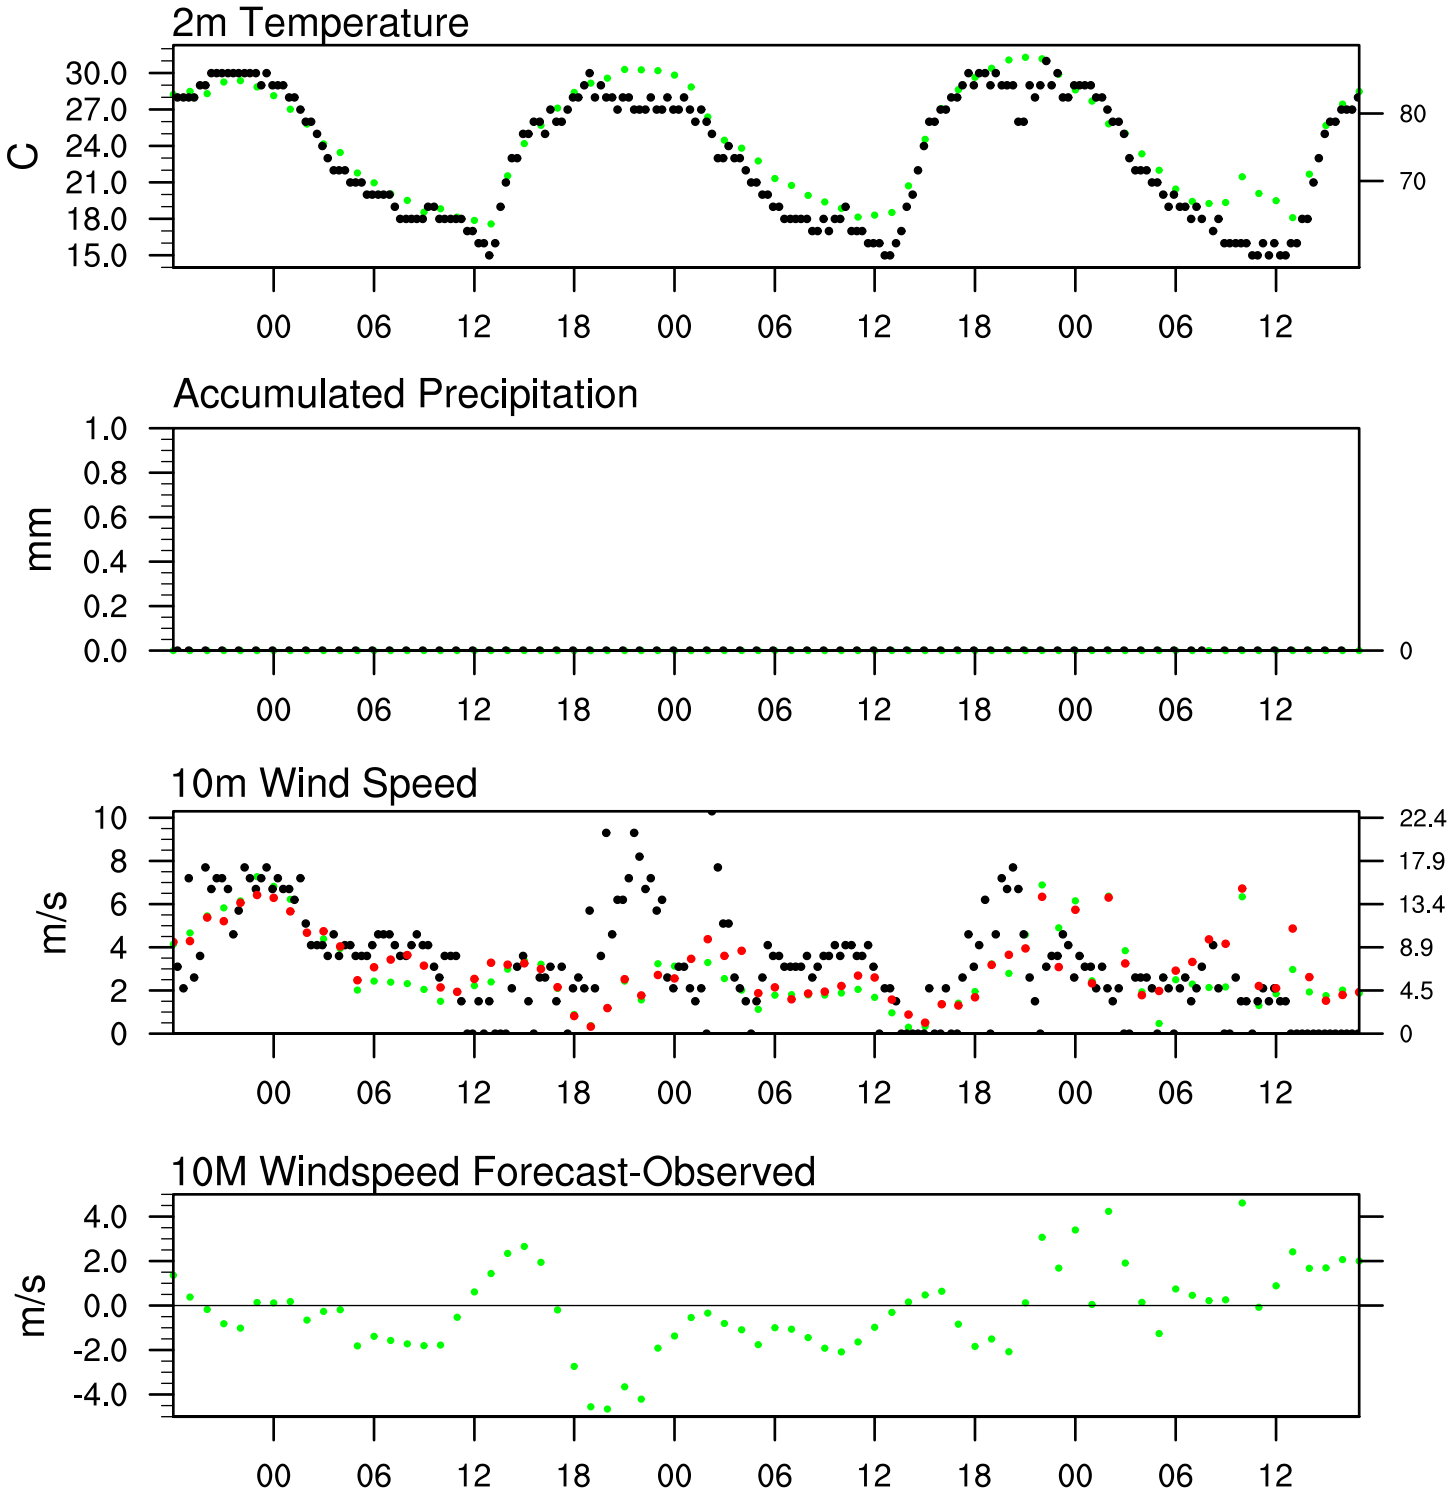 2m Temperature
30.0
27.0
24.0
21.0
18.0
15.0
C
80
70
00 06 12 18 00 06 12 18 00 06 12
Accumulated Precipitation
1.0
0.8
0.6
0.4
0.2
0.0
mm
0
00 06 12 18 00 06 12 18 00 06 12
10m Wind Speed
10
8
6
4
2
0
m/s
22.4
17.9
13.4
8.9
4.5
0
00 06 12 18 00 06 12 18 00 06 12
10M Windspeed Forecast-Observed
4.0
2.0
0.0
-2.0
-4.0
m/s
00 06 12 18 00 06 12 18 00 06 12